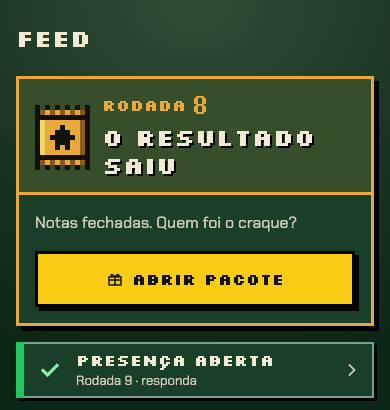 FEED
RODADA 8
O RESULTADO
SAIU
Notas fechadas. Quem foi o craque?
ABRIR PACOTE
PRESENÇA ABERTA
Rodada 9 · responda